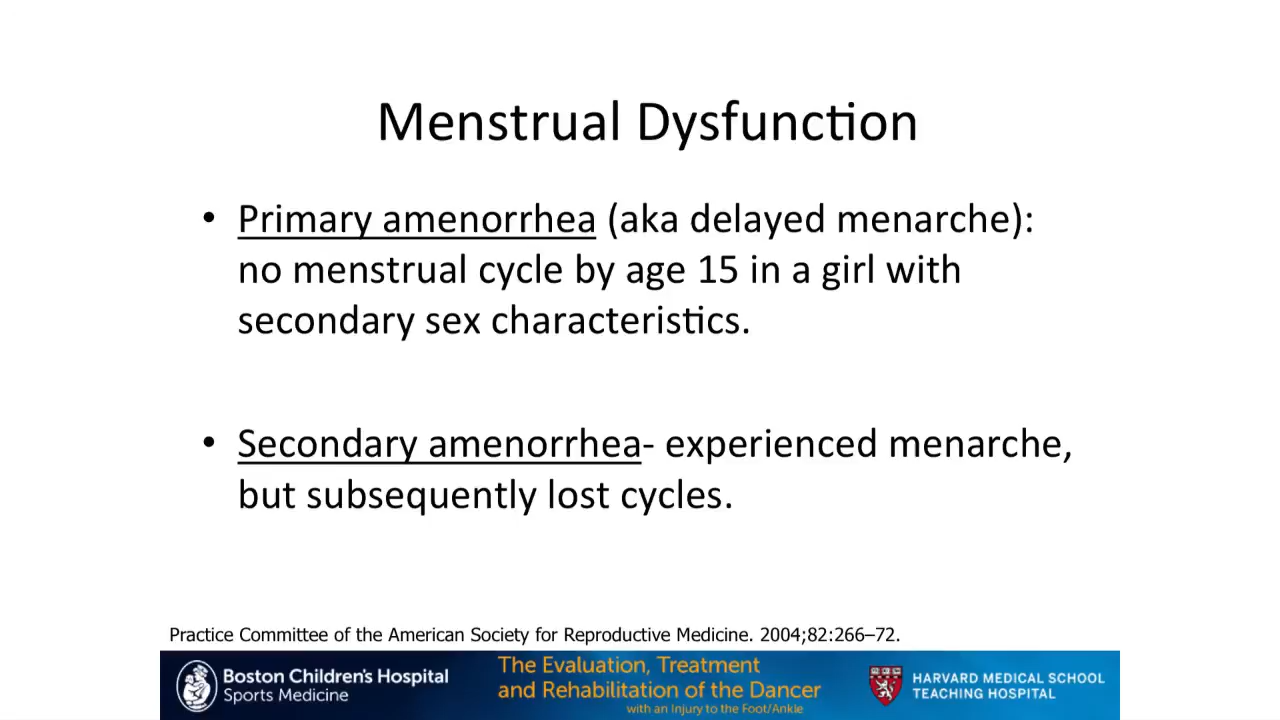 Menstrual Dysfunction
• Primary amenorrhea (aka delayed menarche):
no menstrual cycle by age 15 in a girl with
secondary sex characteristics.
• Secondary amenorrhea- experienced menarche,
but subsequently lost cycles.
Practice Committee of the American Society for Reproductive Medicine. 2004;82:266–72.
Boston Children's Hospital
Sports Medicine
The Evaluation, Treatment
and Rehabilitation of the Dancer
with an Injury to the Foot/Ankle
HARVARD MEDICAL SCHOOL
TEACHING HOSPITAL